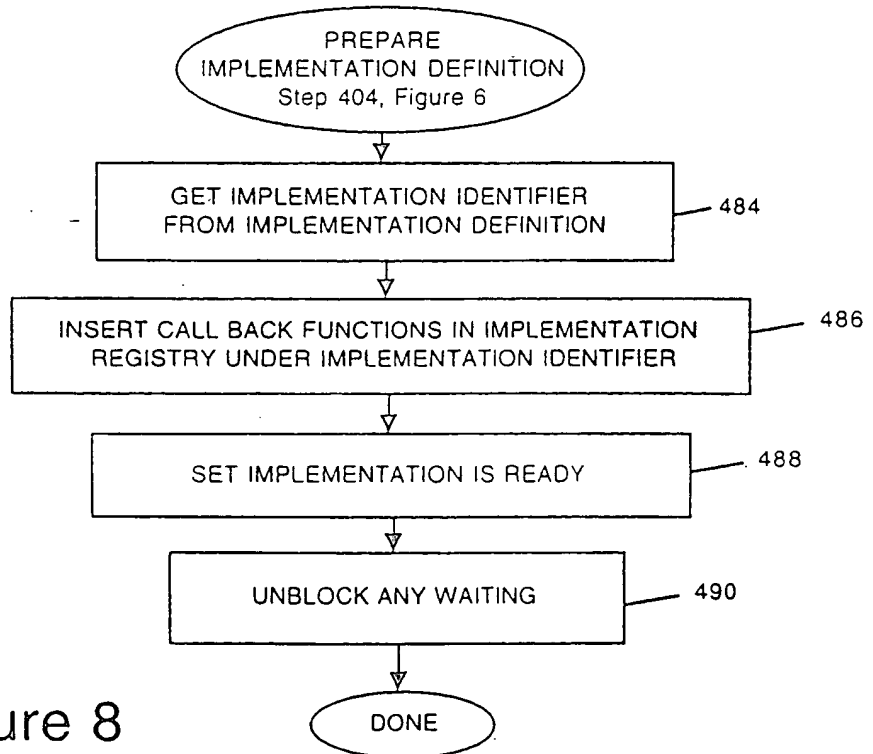 PREPARE
IMPLEMENTATION DEFINITION
Step 404, Figure 6
GET IMPLEMENTATION IDENTIFIER
FROM IMPLEMENTATION DEFINITION
484
INSERT CALL BACK FUNCTIONS IN IMPLEMENTATION
REGISTRY UNDER IMPLEMENTATION IDENTIFIER
486
SET IMPLEMENTATION IS READY
488
UNBLOCK ANY WAITING
490
DONE
ure 8